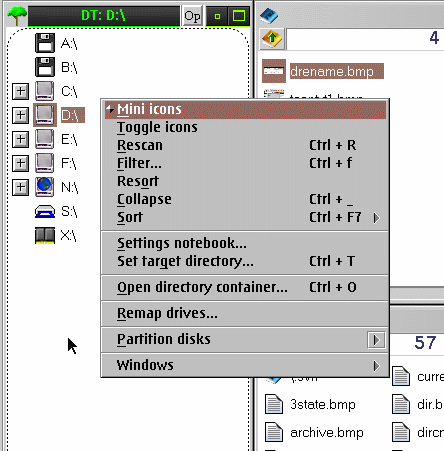 DT: D:\
Op
A:\
B:\
C:\
D:\
E:\
F:\
N:\
S:\
X:\
Mini icons
Toggle icons
Rescan Ctrl + R
Filter... Ctrl + f
Resort
Collapse Ctrl + _
Sort Ctrl + F7
Settings notebook...
Set target directory... Ctrl + T
Open directory container... Ctrl + O
Remap drives...
Partition disks
Windows
4
drename.bmp
57
curre
3state.bmp
dir.b
archive.bmp
dircn